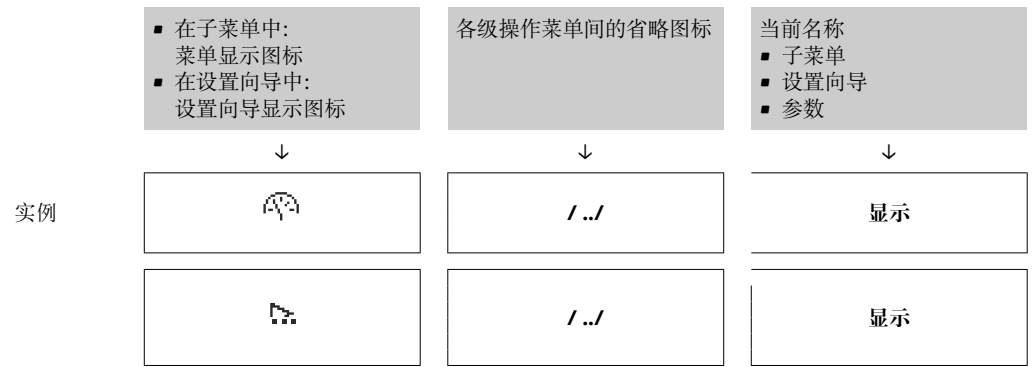 ▪ 在子菜单中:
菜单显示图标
▪ 在设置向导中:
设置向导显示图标
各级操作菜单间的省略图标
当前名称
▪ 子菜单
▪ 设置向导
▪ 参数
↓ ↓ ↓
实例
/ ../
显示
/ ../
显示